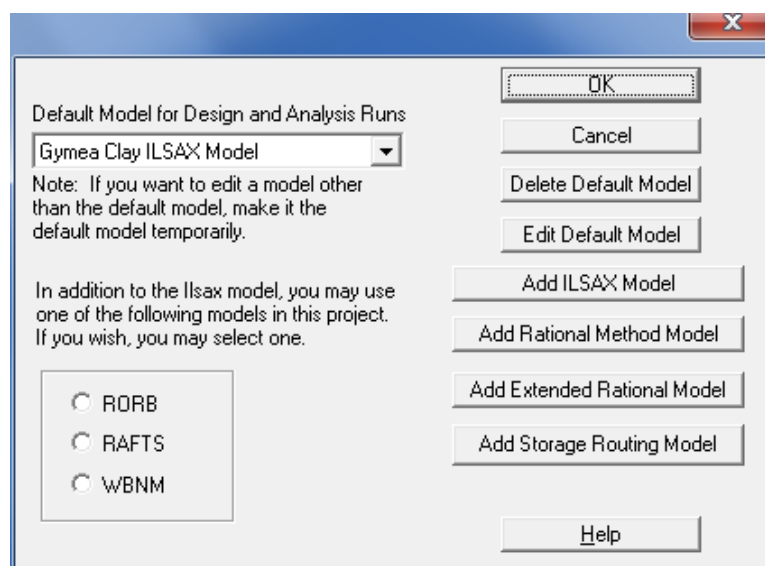 X
Default Model for Design and Analysis Runs
Gymea Clay ILSAX Model
Note: If you want to edit a model other
than the default model, make it the
default model temporarily.
In addition to the Ilsax model, you may use
one of the following models in this project.
If you wish, you may select one.
RORB
RAFTS
WBNM
OK
Cancel
Delete Default Model
Edit Default Model
Add ILSAX Model
Add Rational Method Model
Add Extended Rational Model
Add Storage Routing Model
Help